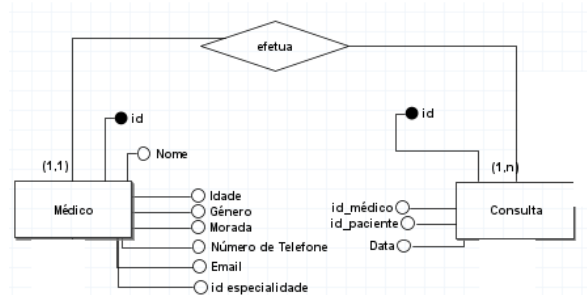 efetua
id
id
(1,1)
Nome
(1,n)
Médico
Idade
Género
Morada
Número de Telefone
Email
id especialidade
id_médico
id_paciente
Data
Consulta